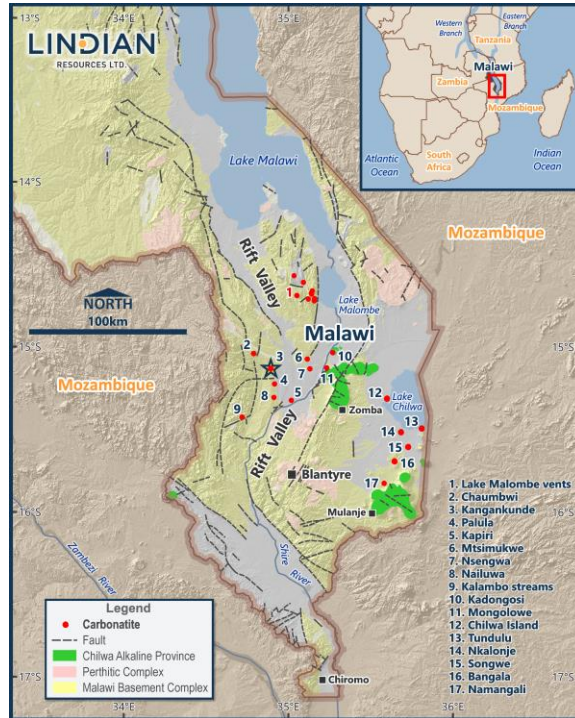 34°E
35°E
LINDIAN
RESOURCES LTD.
Western
Branch
Eastern
Branch
Tanzania
Malawi
Zambia
Mozambique
South
Africa
Atlantic
Ocean
Indian
Ocean
Lake Malawi
14°S
14°S
Rift Valley
Mozambique
1
NORTH
100km
Lake
Malombe
Malawi
15°S
15°S
2
3
6
10
4
7
11
8
5
12
Lake
Chilwa
Mozambique
9
Zomba
13
14
Rift Valley
15
Blantyre
16
17
16°S
16°S
Mulanje
Zambezi
River
Shire
River
1. Lake Malombe vents
2. Chaumbwi
3. Kangankunde
4. Palula
5. Kapiri
6. Mtsimukwe
7. Nsengwa
8. Nailuwa
9. Kalambo streams
10. Kadongosi
11. Mongolowe
12. Chilwa Island
13. Tundulu
14. Nkalonje
15. Songwe
16. Bangala
17. Namangali
Legend
Carbonatite
Fault
Chilwa Alkaline Province
Perthitic Complex
Malawi Basement Complex
17°S
17°S
Chiromo
34°E
35°E